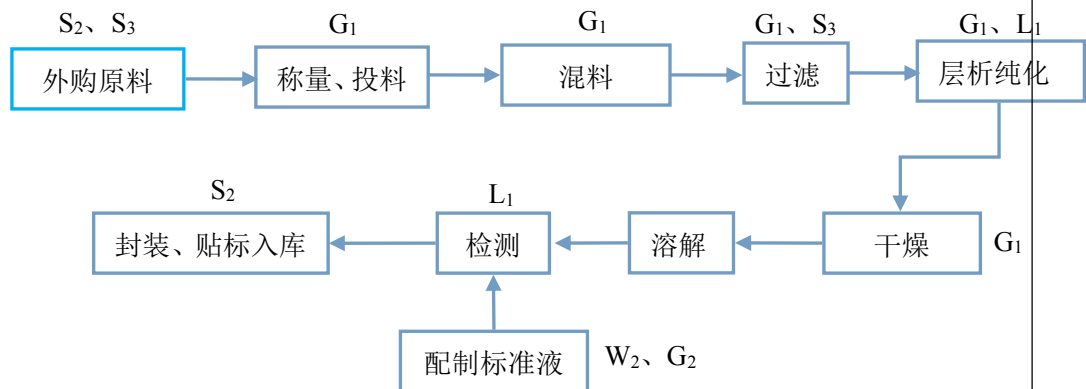 S₂、S₃
G₁
G₁
G₁、S₃
G₁、L₁
外购原料
称量、投料
混料
过滤
层析纯化
S₂
L₁
封装、贴标入库
检测
溶解
干燥
G₁
配制标准液
W₂、G₂